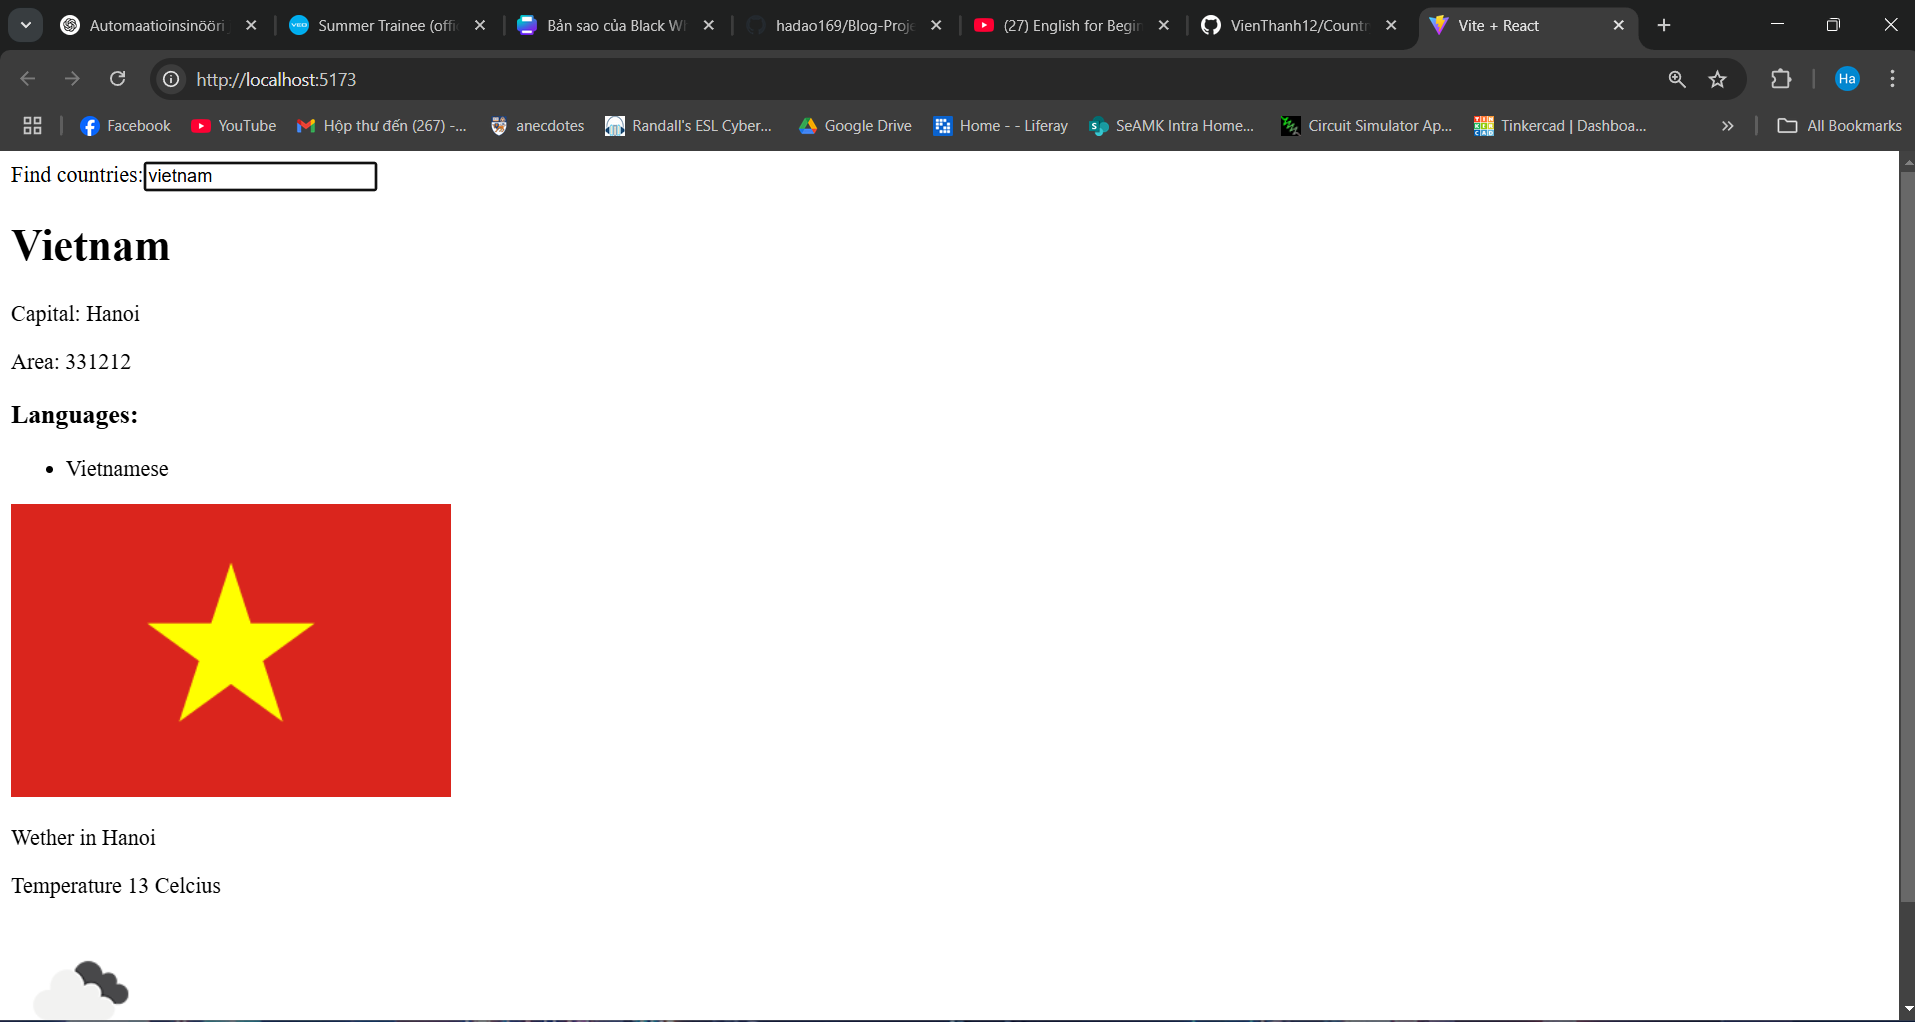 Automaatioinsinööri
Summer Trainee (offi
Bản sao của Black Wh
hadao169/Blog-Proje
(27) English for Begin
VienThanh12/Countr
Vite + React
http://localhost:5173
Ha
Facebook
YouTube
Hộp thư đến (267) -...
anecdotes
Randall's ESL Cyber...
Google Drive
Home - - Liferay
SeAMK Intra Home...
Circuit Simulator Ap...
Tinkercad | Dashboa...
All Bookmarks
Find countries: vietnam
Vietnam
Capital: Hanoi
Area: 331212
Languages:
• Vietnamese
Wether in Hanoi
Temperature 13 Celcius